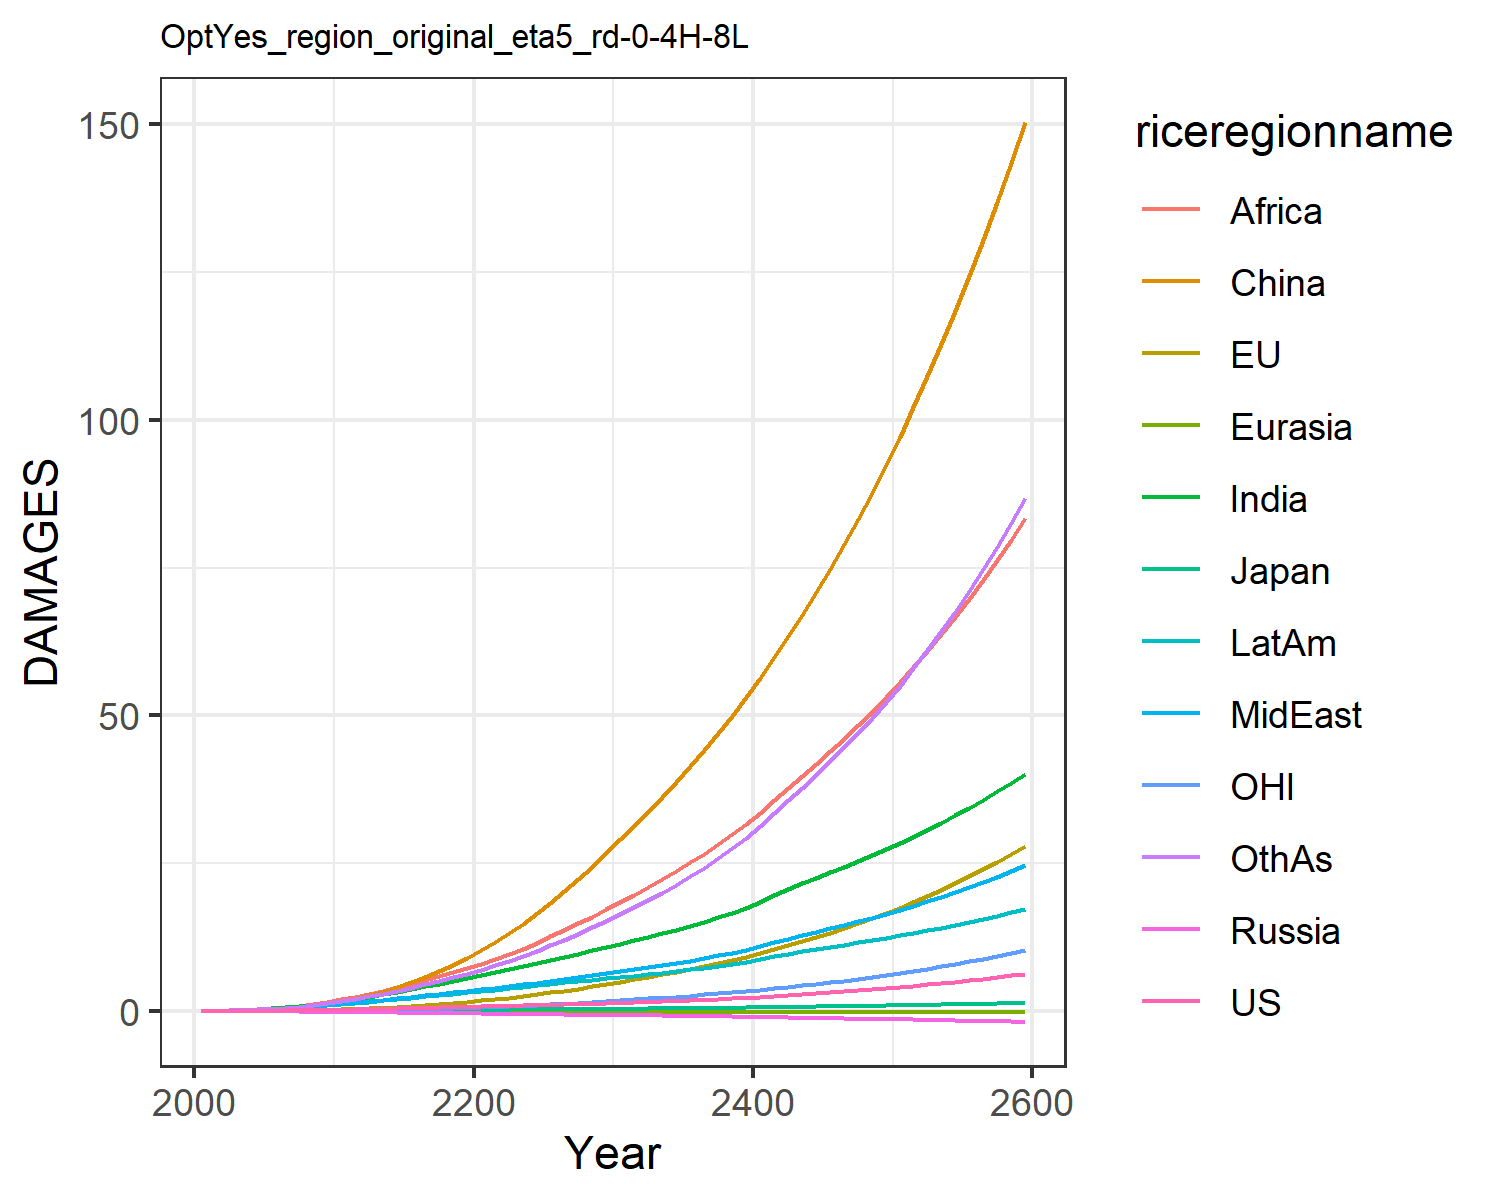 OptYes_region_original_eta5_rd-0-4H-8L
150
100
50
0
DAMAGES
2000
2200
2400
2600
Year
riceregionname
Africa
China
EU
Eurasia
India
Japan
LatAm
MidEast
OHI
OthAs
Russia
US